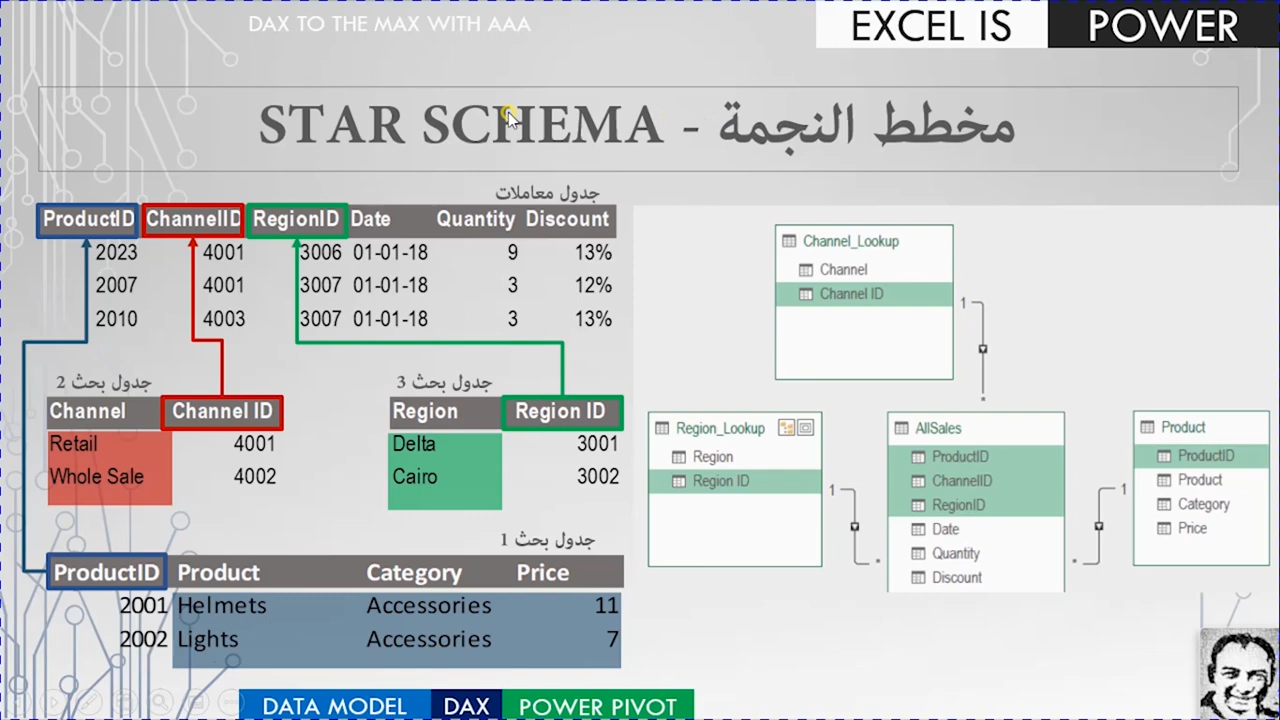 DAX TO THE MAX WITH AAA
EXCEL IS POWER
STAR SCHEMA - مخطط النجمة
جدول معاملات
ProductID ChannelID RegionID Date Quantity Discount
2023 4001 3006 01-01-18 9 13%
2007 4001 3007 01-01-18 3 12%
2010 4003 3007 01-01-18 3 13%
جدول بحث 2
Channel Channel ID
Retail 4001
Whole Sale 4002
جدول بحث 3
Region Region ID
Delta 3001
Cairo 3002
جدول بحث 1
ProductID Product Category Price
2001 Helmets Accessories 11
2002 Lights Accessories 7
Channel_Lookup
Channel
Channel ID
1
*
Region_Lookup
Region
Region ID
1
*
AllSales
ProductID
ChannelID
RegionID
Date
Quantity
Discount
Product
ProductID
Product
Category
Price
1
*
DATA MODEL DAX POWER PIVOT